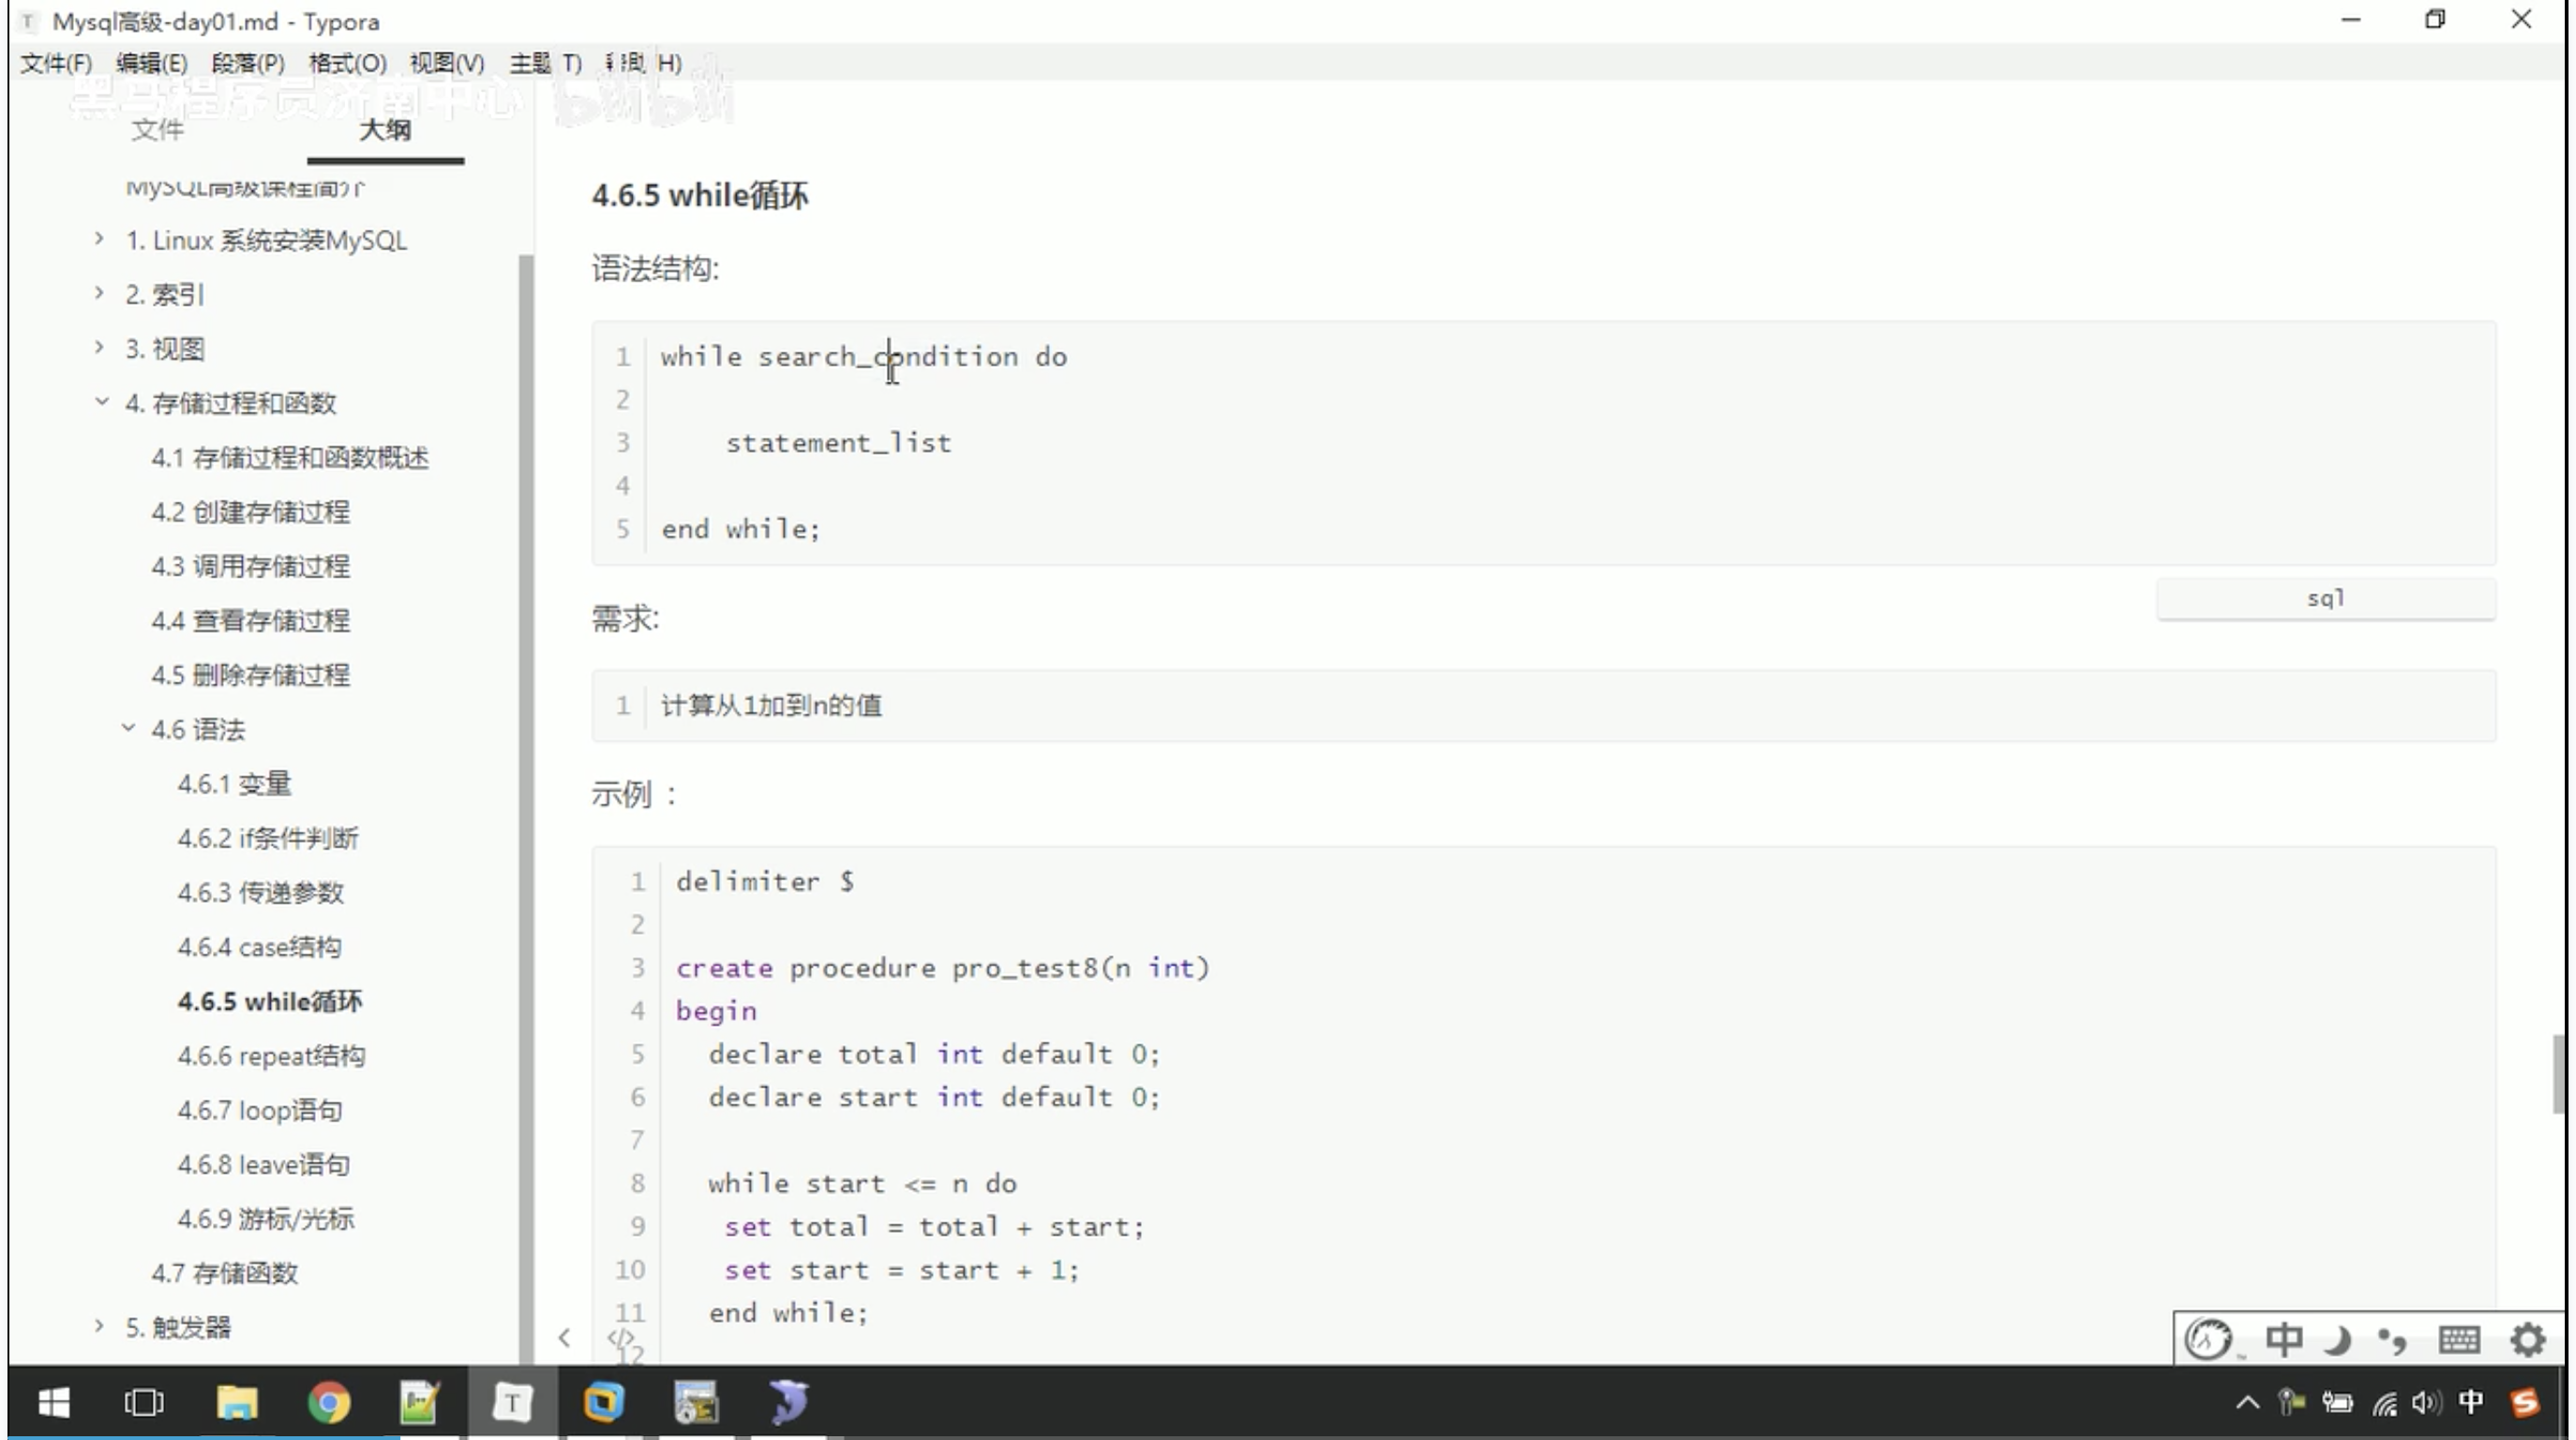 Mysql高级-day01.md - Typora
文件(F) 编辑(E) 段落(P) 格式(O) 视图(V) 主题(T) 帮助(H)
黑马程序员济南中心 bilibili
文件 大纲
MySQL高级课程简介
1. Linux 系统安装MySQL
2. 索引
3. 视图
4. 存储过程和函数
4.1 存储过程和函数概述
4.2 创建存储过程
4.3 调用存储过程
4.4 查看存储过程
4.5 删除存储过程
4.6 语法
4.6.1 变量
4.6.2 if条件判断
4.6.3 传递参数
4.6.4 case结构
4.6.5 while循环
4.6.6 repeat结构
4.6.7 loop语句
4.6.8 leave语句
4.6.9 游标/光标
4.7 存储函数
5. 触发器
4.6.5 while循环
语法结构:
1 while search_condition do
2
3 statement_list
4
5 end while;
sql
需求:
1 计算从1加到n的值
示例 :
1 delimiter $
2
3 create procedure pro_test8(n int)
4 begin
5 declare total int default 0;
6 declare start int default 0;
7
8 while start <= n do
9 set total = total + start;
10 set start = start + 1;
11 end while;
12
中
中